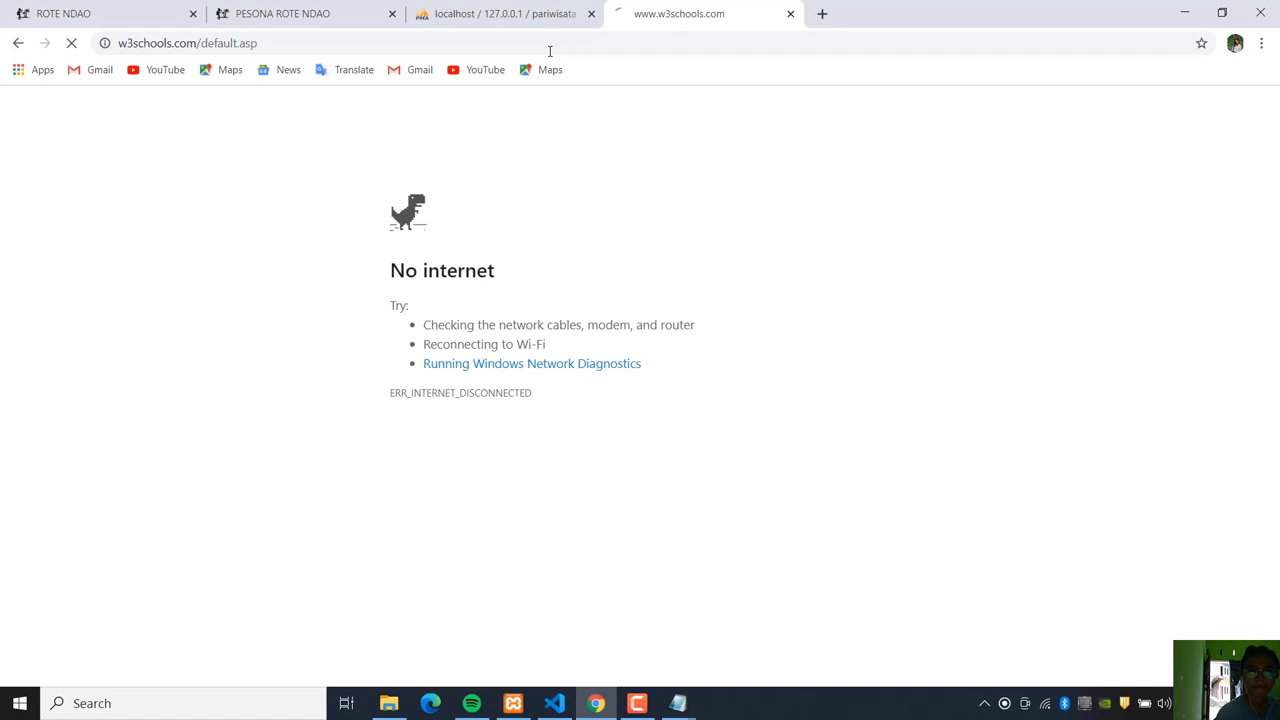 ROTE NDAO
PESONA ROTE NDAO
localhost / 127.0.0.1 / pariwisata
www.w3schools.com
w3schools.com/default.asp
Apps Gmail YouTube Maps News Translate Gmail YouTube Maps
No internet
Try:
Checking the network cables, modem, and router
Reconnecting to Wi-Fi
Running Windows Network Diagnostics
ERR_INTERNET_DISCONNECTED
Search